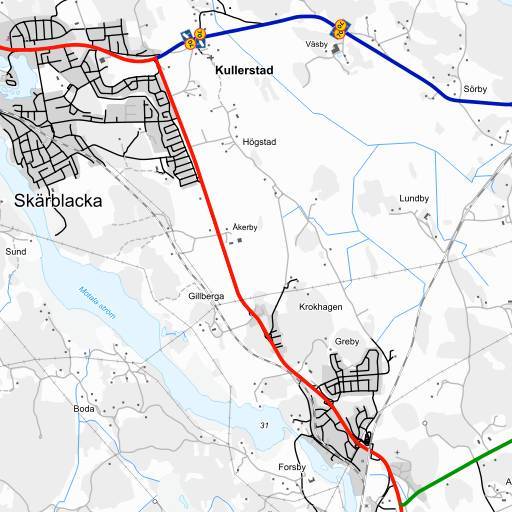 Väsby
Kullerstad
Sörby
Högstad
Skärblacka
Lundby
Åkerby
Sund
Motala ström
Gillberga
Krokhagen
Greby
Boda
31
Forsby
A